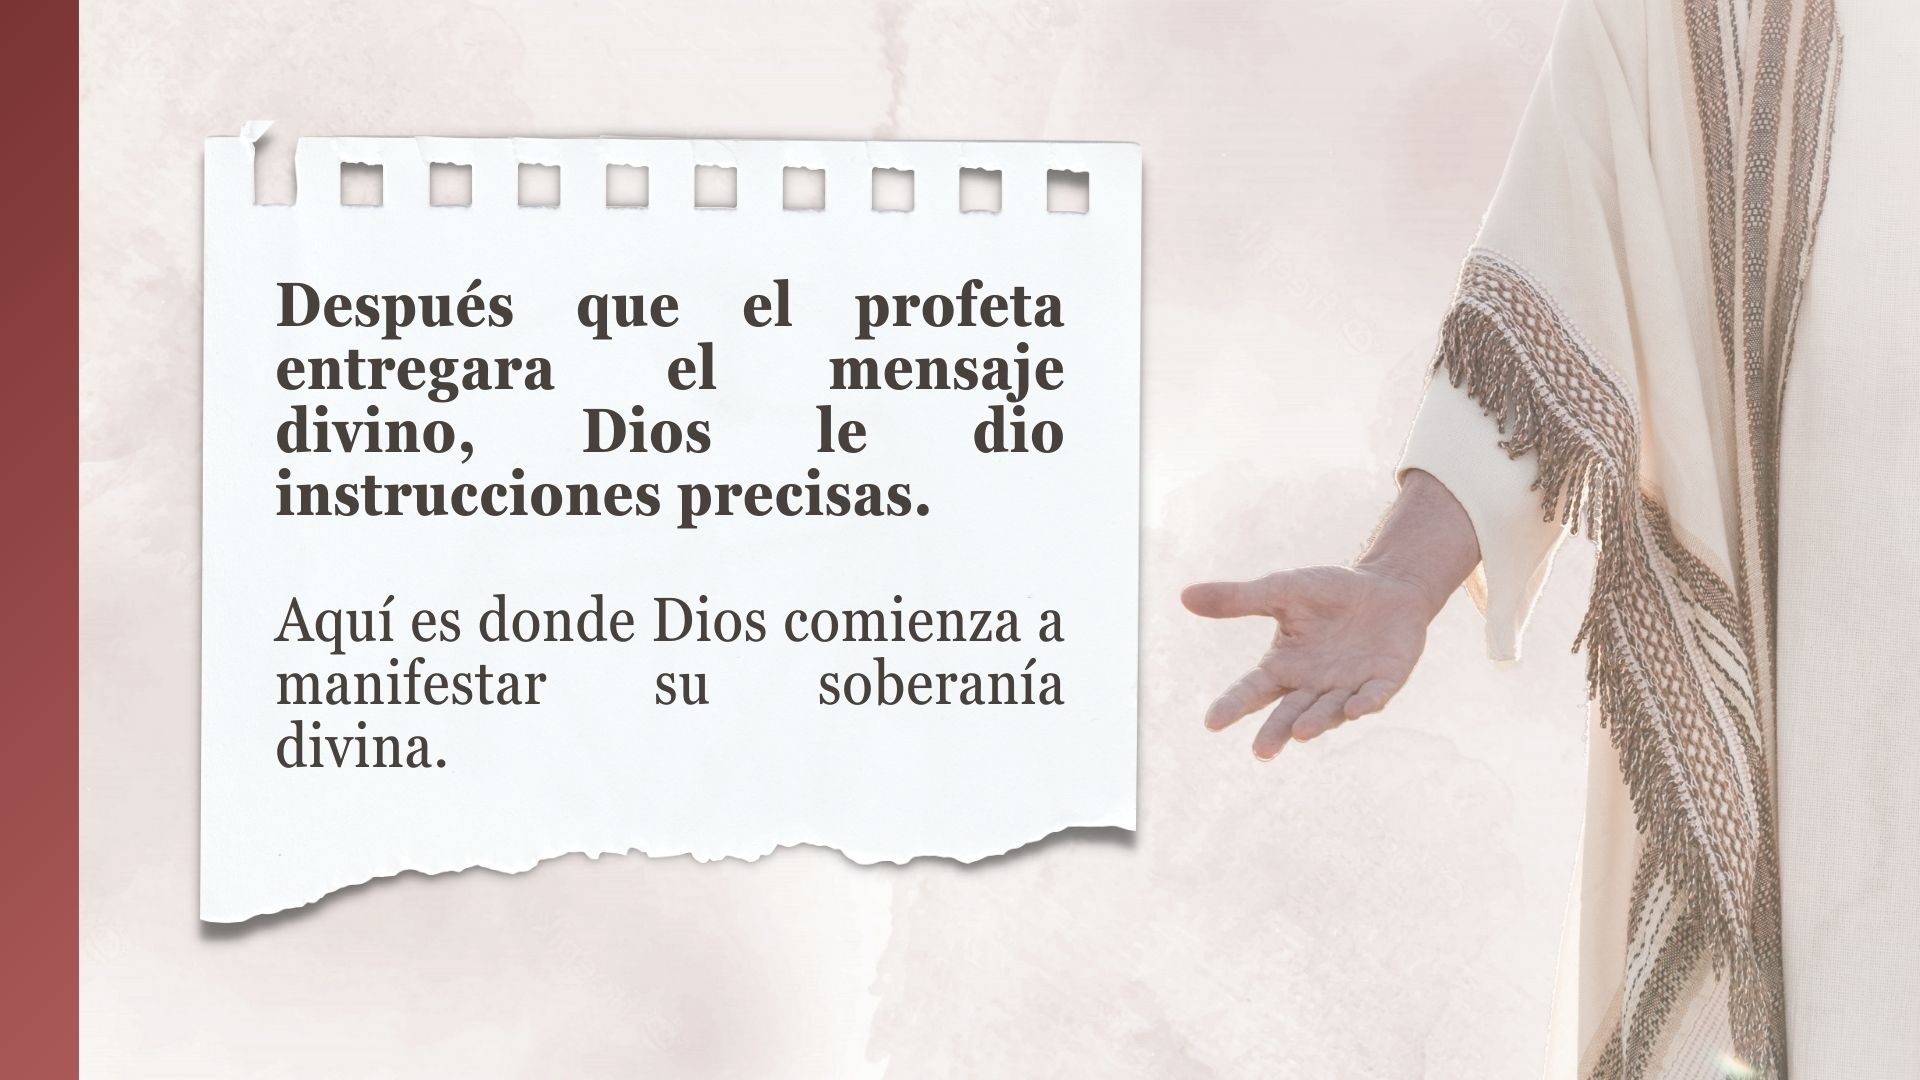 Después que el profeta
entregara el mensaje
divino, Dios le dio
instrucciones precisas.
Aquí es donde Dios comienza a
manifestar su soberanía
divina.